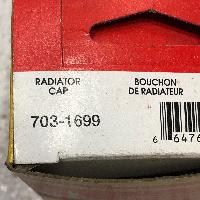 RADIATOR
CAP
BOUCHON
DE RADIATEUR
703-1699
6 6476